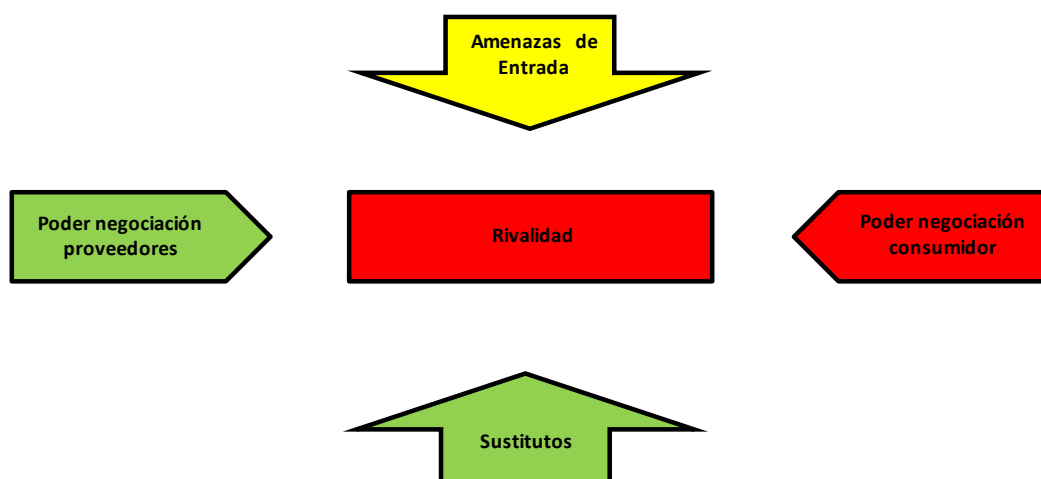 Amenazas de
Entrada
Poder negociación
proveedores
Rivalidad
Poder negociación
consumidor
Sustitutos